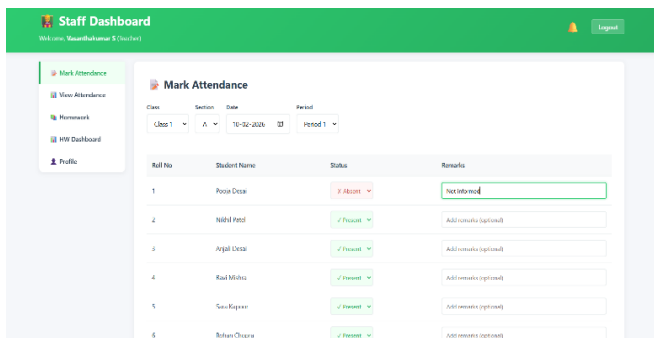 Staff Dashboard
Welcome, Vasanthakumar S (Teacher)
Logout
Mark Attendance
View Attendance
Homework
HW Dashboard
Profile
Mark Attendance
Class Section Date Period
Class 1 A 10-02-2026 Period 1
Roll No Student Name Status Remarks
1 Pooja Desai ✗ Absent Not Informed
2 Nikhil Patel ✓ Present Add remarks (optional)
3 Anjali Desai ✓ Present Add remarks (optional)
4 Ravi Mishra ✓ Present Add remarks (optional)
5 Sara Kapoor ✓ Present Add remarks (optional)
6 Rohan Chopra ✓ Present Add remarks (optional)